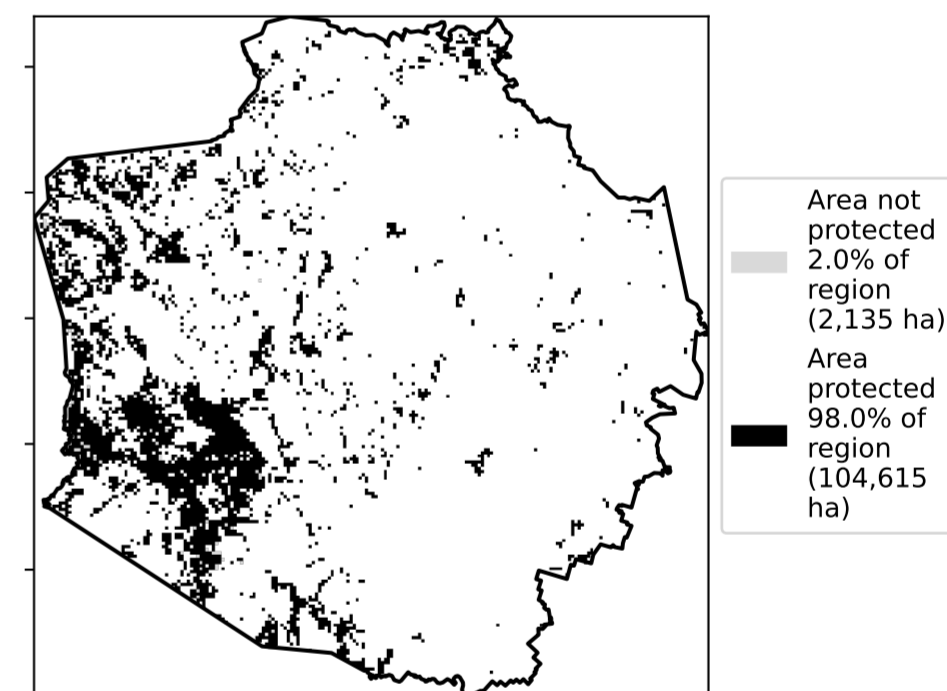 Area not
protected
2.0% of
region
(2,135 ha)
Area
protected
98.0% of
region
(104,615
ha)